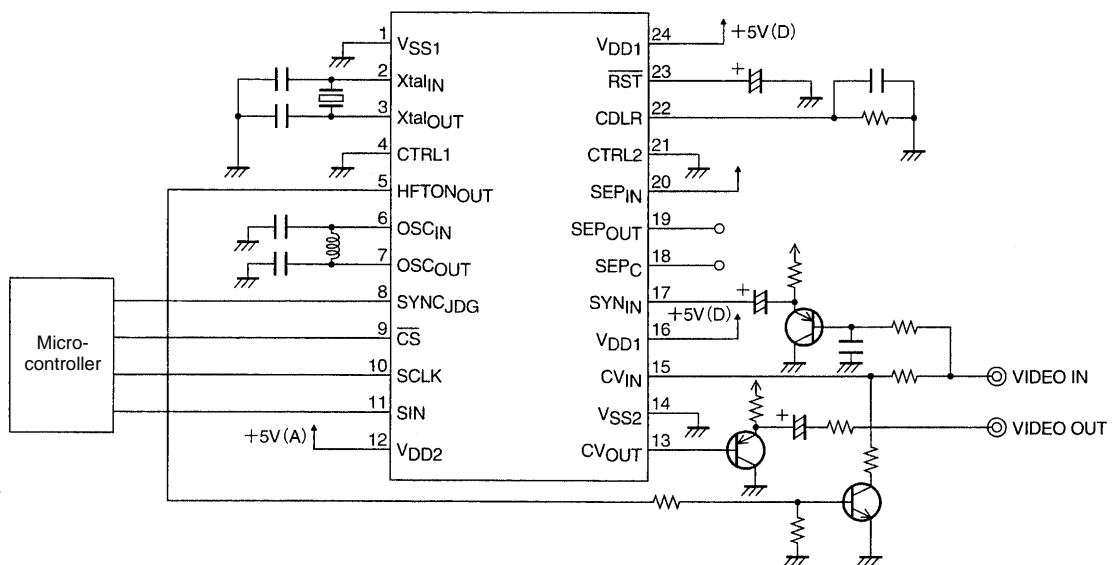 1 VSS1
2 XtalIN
3 XtalOUT
4 CTRL1
5 HFTONOUT
6 OSCIN
7 OSCOUT
8 SYNCJDG
9 CS
10 SCLK
11 SIN
+5V(A)
12 VDD2
Micro-
controller
+5V(D)
VDD1 24
RST 23
+
CDLR 22
CTRL2 21
SEPIN 20
SEPOUT 19
SEPC 18
SYNIN 17
+
+5V(D)
VDD1 16
CVIN 15
VIDEO IN
VSS2 14
+
VIDEO OUT
CVOUT 13